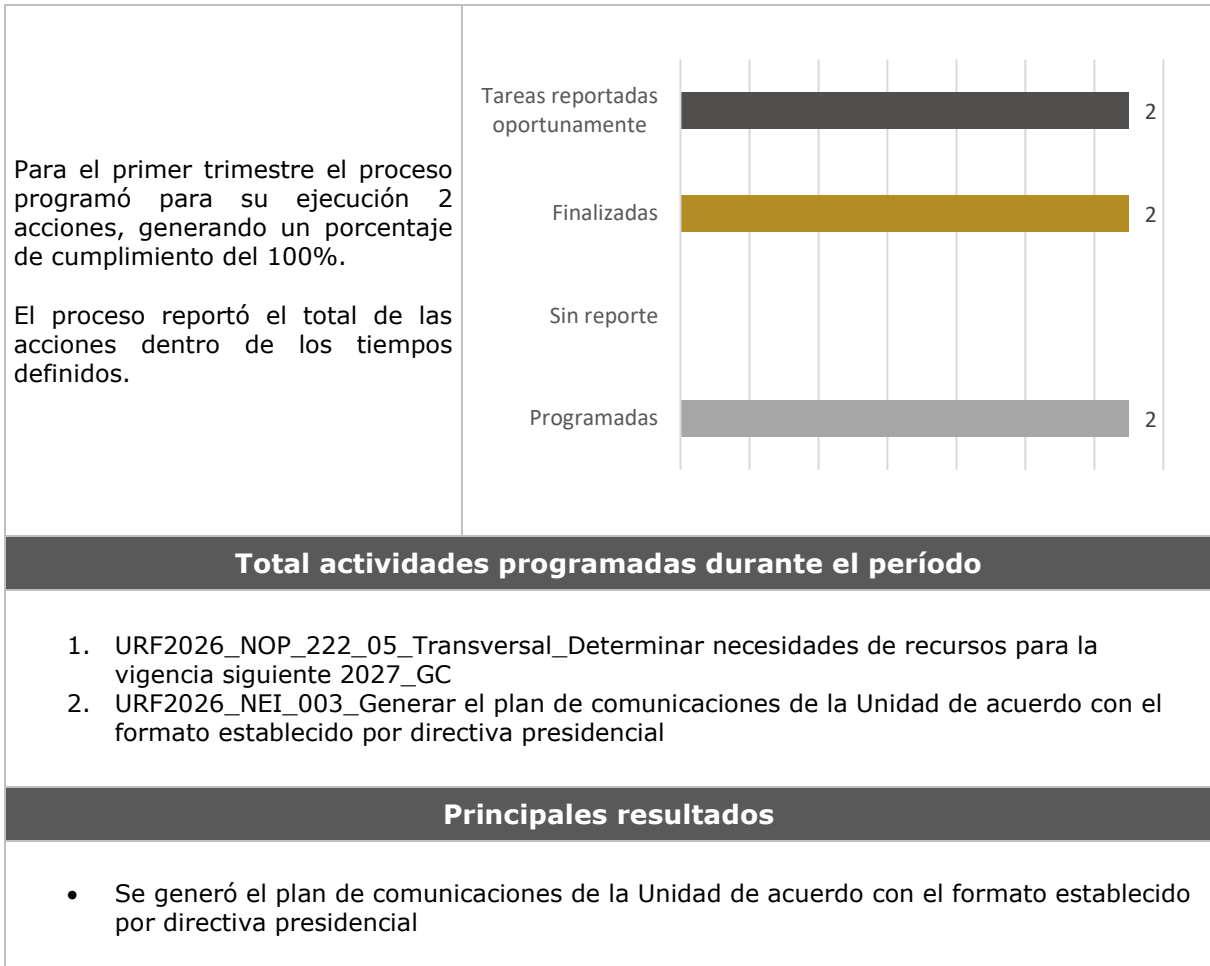 Para el primer trimestre el proceso
programó para su ejecución 2
acciones, generando un porcentaje
de cumplimiento del 100%.
El proceso reportó el total de las
acciones dentro de los tiempos
definidos.
Tareas reportadas
oportunamente
2
Finalizadas
2
Sin reporte
Programadas
2
Total actividades programadas durante el período
1. URF2026_NOP_222_05_Transversal_Determinar necesidades de recursos para la
vigencia siguiente 2027_GC
2. URF2026_NEI_003_Generar el plan de comunicaciones de la Unidad de acuerdo con el
formato establecido por directiva presidencial
Principales resultados
• Se generó el plan de comunicaciones de la Unidad de acuerdo con el formato establecido
por directiva presidencial